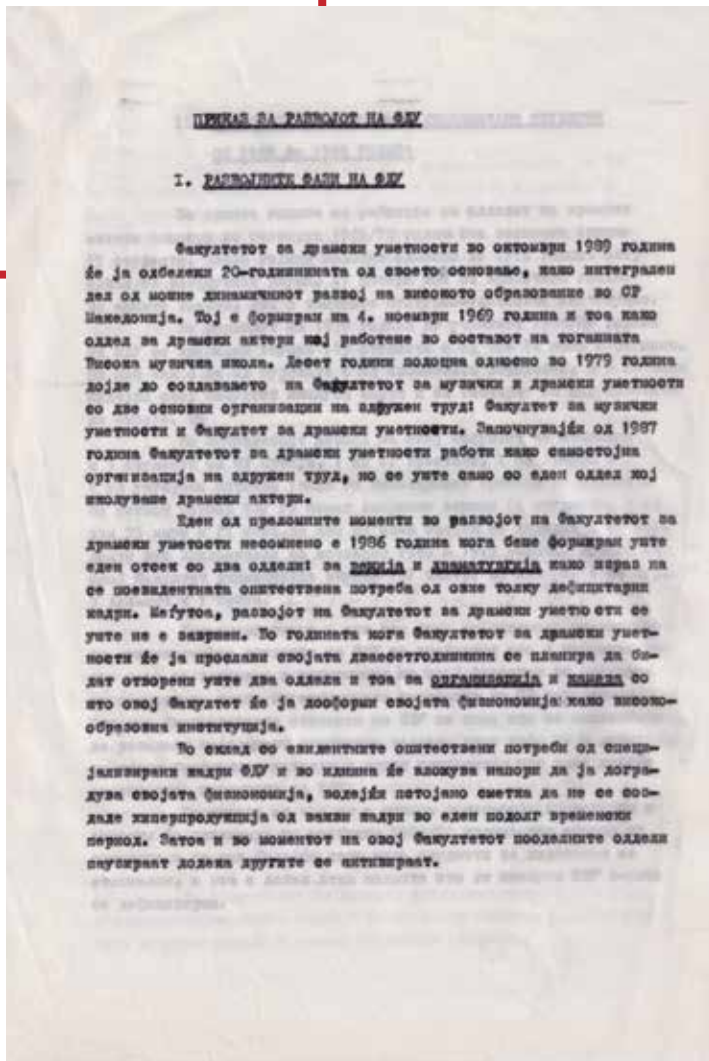 ПРИКАЗ ЗА РАЗВОЈОТ НА ФДУ
I. РАЗВОЈНИТЕ ФАЗИ НА ФДУ
Факултетот за драмски уметности во октомври 1989 година
ќе ја одбележи 20-годишнината од своето основање, како интегрален
дел од мошне динамичниот развој на високото образование во СР
Македонија. Тој е формиран на 4. ноември 1969 година и тоа како
оддел за драмски актери кој работеше во составот на тогашната
Висока музичка школа. Десет години подоцна односно во 1979 година
дојде до создавањето на Факултетот за музички и драмски уметности
со две основни организации на здружен труд: Факултет за музички
уметности и Факултет за драмски уметности. Започнувајќи од 1987
година Факултетот за драмски уметности работи како самостојна
организација на здружен труд, но се уште само со еден оддел кој
школуваше драмски актери.
Еден од преломните моменти во развојот на Факултетот за
драмски уметости несомнено е 1986 година кога беше формиран уште
еден отсек со два оддели: за режија и драматургија како израз на
се поевидентната општествена потреба од овие толку дефицитарни
кадри. Меѓутоа, развојот на Факултетот за драмски уметности се
уште не е завршен. Во годината кога Факултетот за драмски умет-
ности ќе ја прослави својата дваесетгодишнина се планира да би-
дат отворени уште два оддела и тоа за организација и камера со
што овој Факултет ќе ја дооформи својата физиономија како високо-
образовна институција.
Во склад со евидентните општествени потреби од специ-
јализирани кадри ФДУ и во иднина ќе вложува напори да ја догра-
дува својата физиономија, водејќи петојано сметка да не се соз-
даде хиперпродукција од вакви кадри во еден подолг временски
период. Затоа и во моментот на овој Факултетот пооделните оддели
паузираат додека другите се активираат.